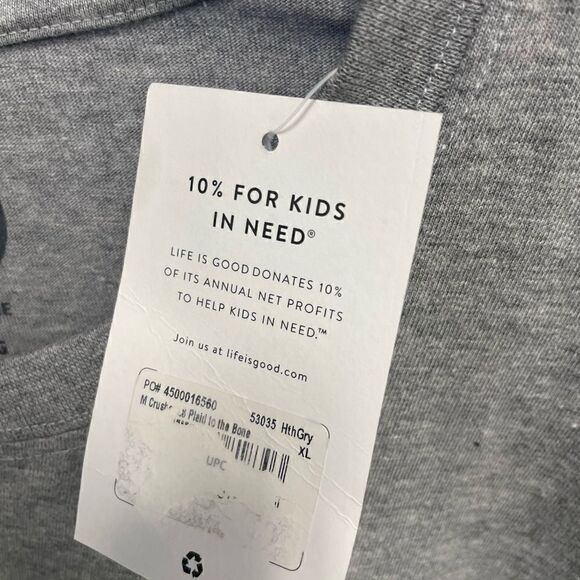 10% FOR KIDS
IN NEED®
LIFE IS GOOD DONATES 10%
OF ITS ANNUAL NET PROFITS
TO HELP KIDS IN NEED.™
Join us at lifeisgood.com
PO# 4500016560
53035 HthGry
M Plaid to the Bone
XL
UPC